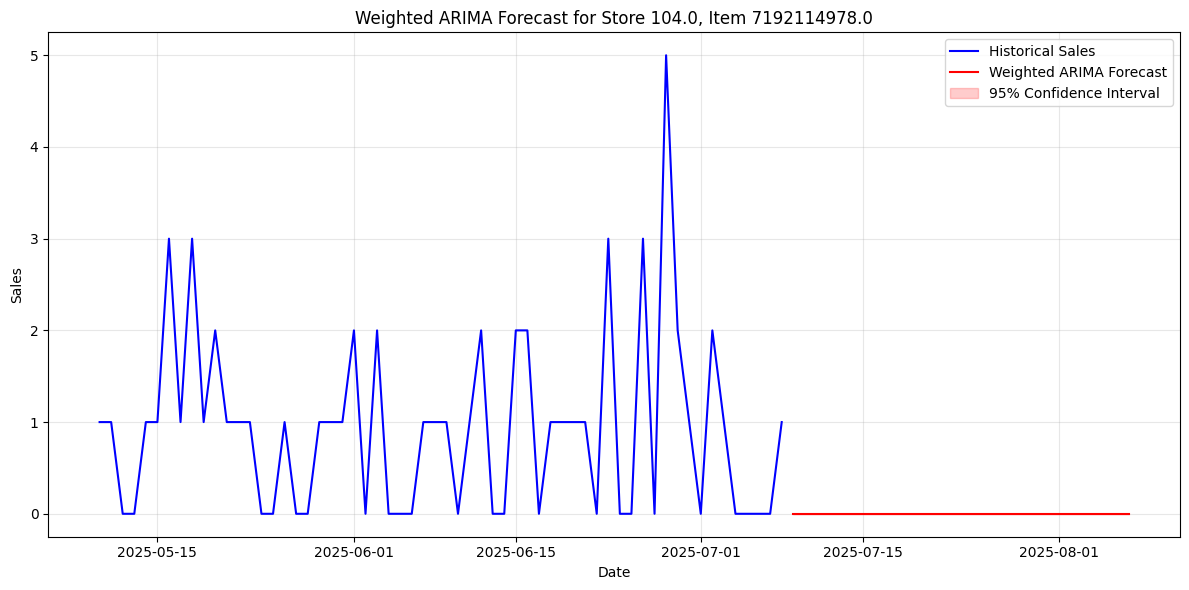 Weighted ARIMA Forecast for Store 104.0, Item 7192114978.0
Historical Sales
Weighted ARIMA Forecast
95% Confidence Interval
Sales
5
4
3
2
1
0
2025-05-15
2025-06-01
2025-06-15
2025-07-01
2025-07-15
2025-08-01
Date